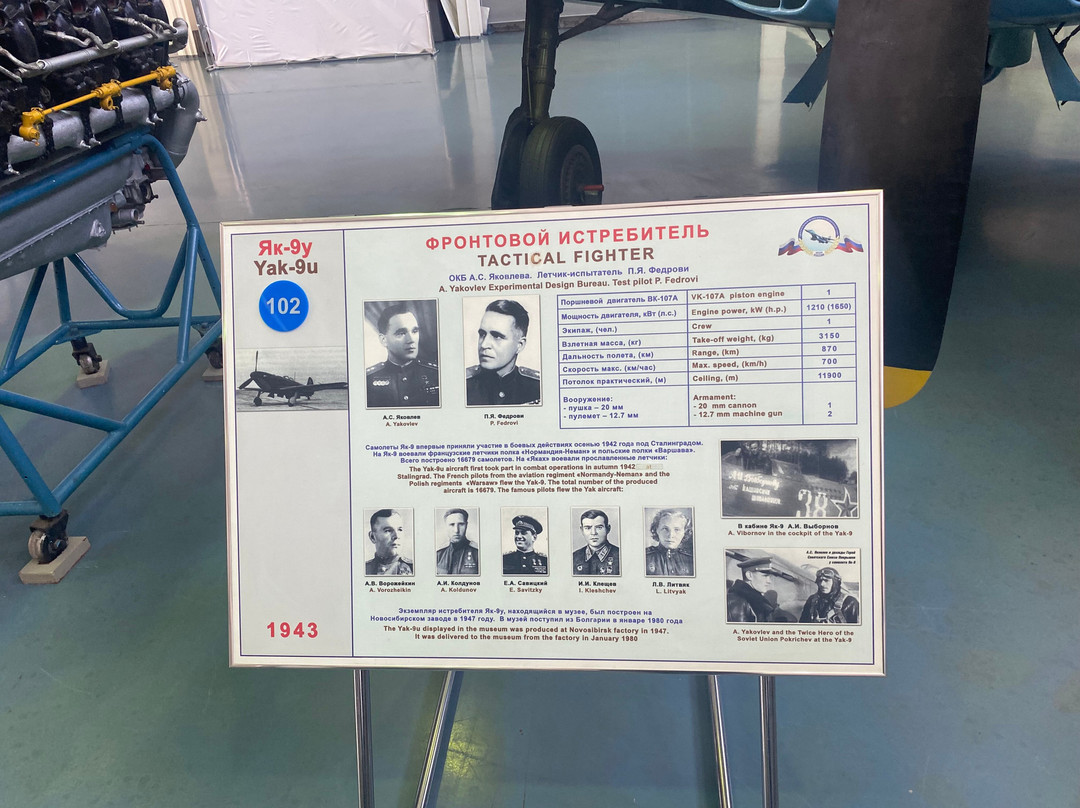 Як-9у
Yak-9u
102
1943
ФРОНТОВОЙ ИСТРЕБИТЕЛЬ
TACTICAL FIGHTER
ОКБ А.С. Яковлева. Летчик-испытатель П.Я. Федрови
A. Yakovlev Experimental Design Bureau. Test pilot P. Fedrovi
А.С. Яковлев
A. Yakovlev
П.Я. Федрови
P. Fedrovi
Поршневой двигатель ВК-107А VK-107A piston engine 1
Мощность двигателя, кВт (л.с.) Engine power, kW (h.p.) 1210 (1650)
Экипаж, (чел.) Crew 1
Взлетная масса, (кг) Take-off weight, (kg) 3150
Дальность полета, (км) Range, (km) 870
Скорость макс. (км/час) Max. speed, (km/h) 700
Потолок практический, (м) Ceiling, (m) 11900
Вооружение: Armament:
- пушка – 20 мм - 20 mm cannon 1
- пулемет – 12.7 мм - 12.7 mm machine gun 2
Самолеты Як-9 впервые приняли участие в боевых действиях осенью 1942 года под Сталинградом.
На Як-9 воевали французские летчики полка «Нормандия-Неман» и польские полки «Варшава».
Всего построено 16679 самолетов. На «Яках» воевали прославленные летчики:
The Yak-9u aircraft first took part in combat operations in autumn 1942 at
Stalingrad. The French pilots from the aviation regiment «Normandy-Neman» and the
Polish regiments «Warsaw» flew the Yak-9. The total number of the produced
aircraft is 16679. The famous pilots flew the Yak aircraft:
А.В. Ворожейкин
A. Vorozheikin
А.И. Колдунов
A. Koldunov
Е.А. Савицкий
E. Savitzky
И.И. Клещев
I. Kleshchev
Л.В. Литвяк
L. Litvyak
38
В кабине Як-9 А.И. Выборнов
A. Vibornov in the cockpit of the Yak-9
A. Yakovlev and the Twice Hero of the
Soviet Union Pokrichev at the Yak-9
Экземпляр истребителя Як-9у, находящийся в музее, был построен на
Новосибирском заводе в 1947 году. В музей поступил из Болгарии в январе 1980 года
The Yak-9u displayed in the museum was produced at Novosibirsk factory in 1947.
It was delivered to the museum from the factory in January 1980